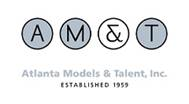 AM&T
Atlanta Models & Talent, Inc.
ESTABLISHED 1959